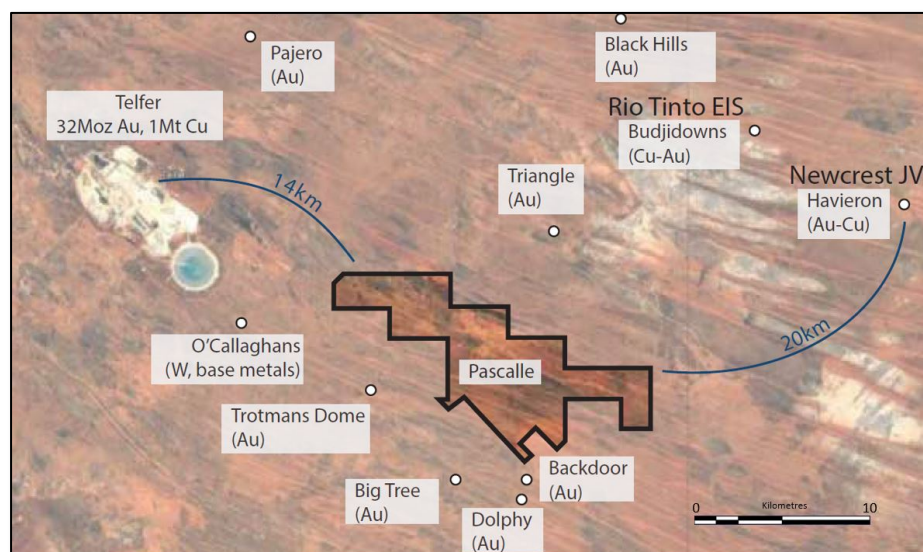 Pajero
(Au)
Black Hills
(Au)
Telfer
32Moz Au, 1Mt Cu
Rio Tinto EIS
Budjidowns
(Cu-Au)
14km
Triangle
(Au)
Newcrest JV
Havieron
(Au-Cu)
O'Callaghans
(W, base metals)
20km
Pascalle
Trotmans Dome
(Au)
Big Tree
(Au)
Backdoor
(Au)
Dolphy
(Au)
0
Kilometres
10